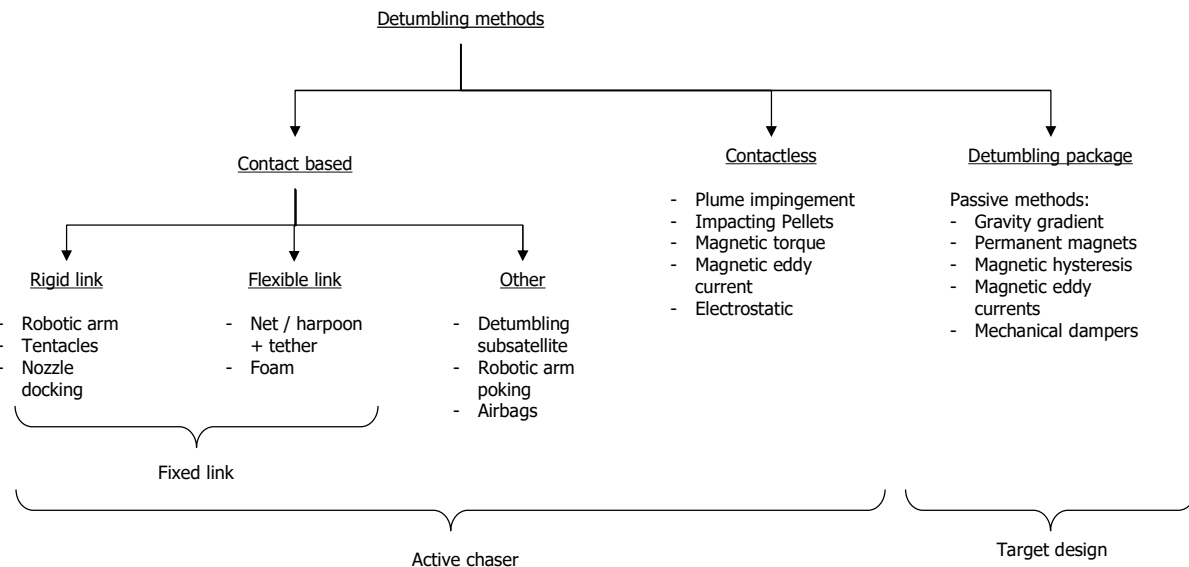 Detumbling methods
Contact based
Contactless
Detumbling package
Rigid link
- Robotic arm
- Tentacles
- Nozzle
docking
Flexible link
- Net / harpoon
+ tether
- Foam
Other
- Detumbling
subsatellite
- Robotic arm
poking
- Airbags
- Plume impingement
- Impacting Pellets
- Magnetic torque
- Magnetic eddy
current
- Electrostatic
Passive methods:
- Gravity gradient
- Permanent magnets
- Magnetic hysteresis
- Magnetic eddy
currents
- Mechanical dampers
Fixed link
Active chaser
Target design